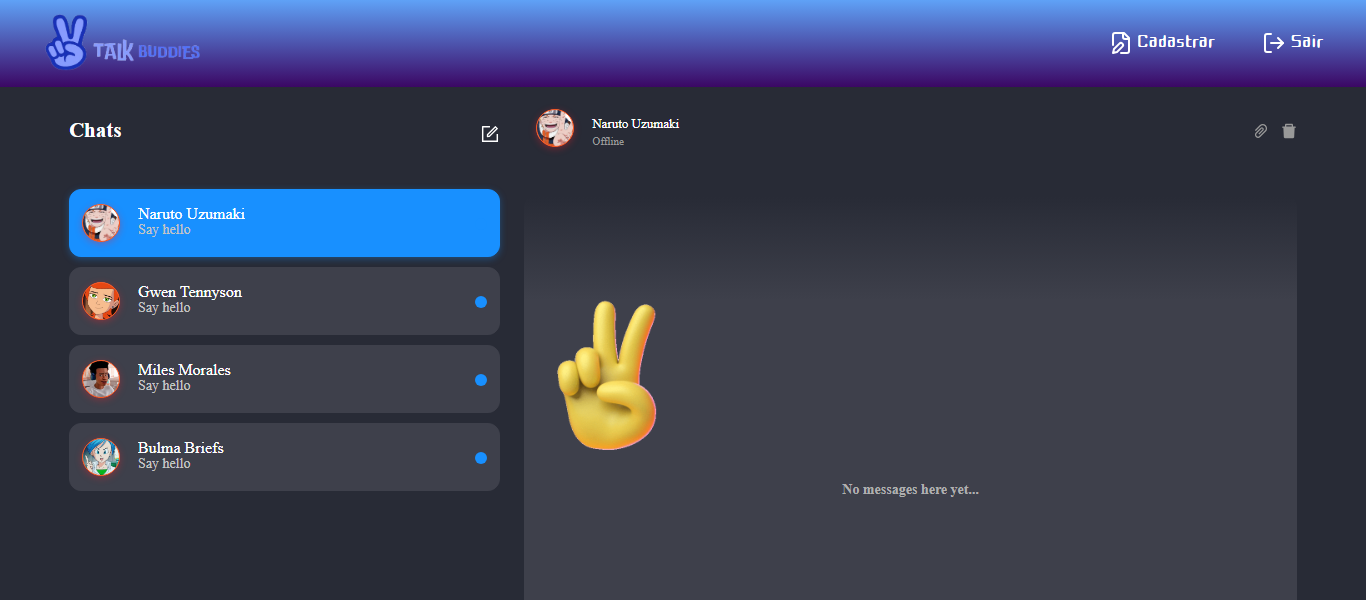 TALK BUDDIES
Cadastrar
Sair
Chats
Naruto Uzumaki
Say hello
Gwen Tennyson
Say hello
Miles Morales
Say hello
Bulma Briefs
Say hello
Naruto Uzumaki
Offline
No messages here yet...